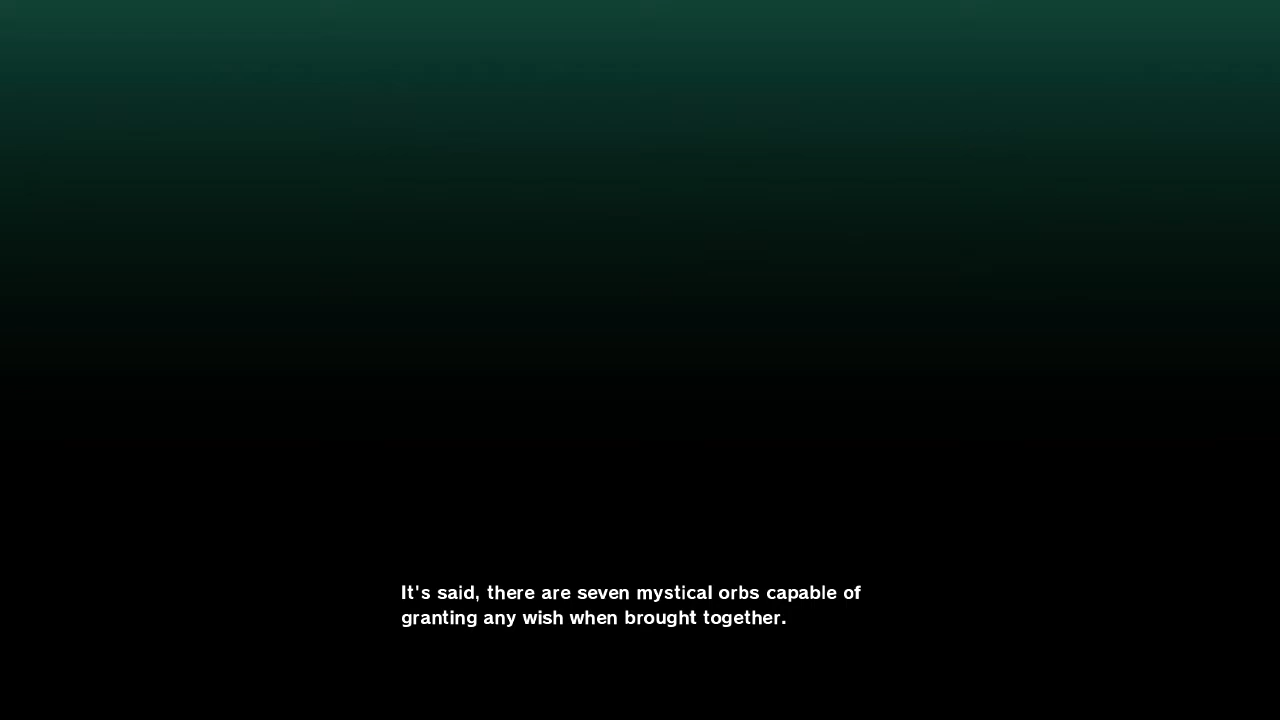 It's said, there are seven mystical orbs capable of
granting any wish when brought together.